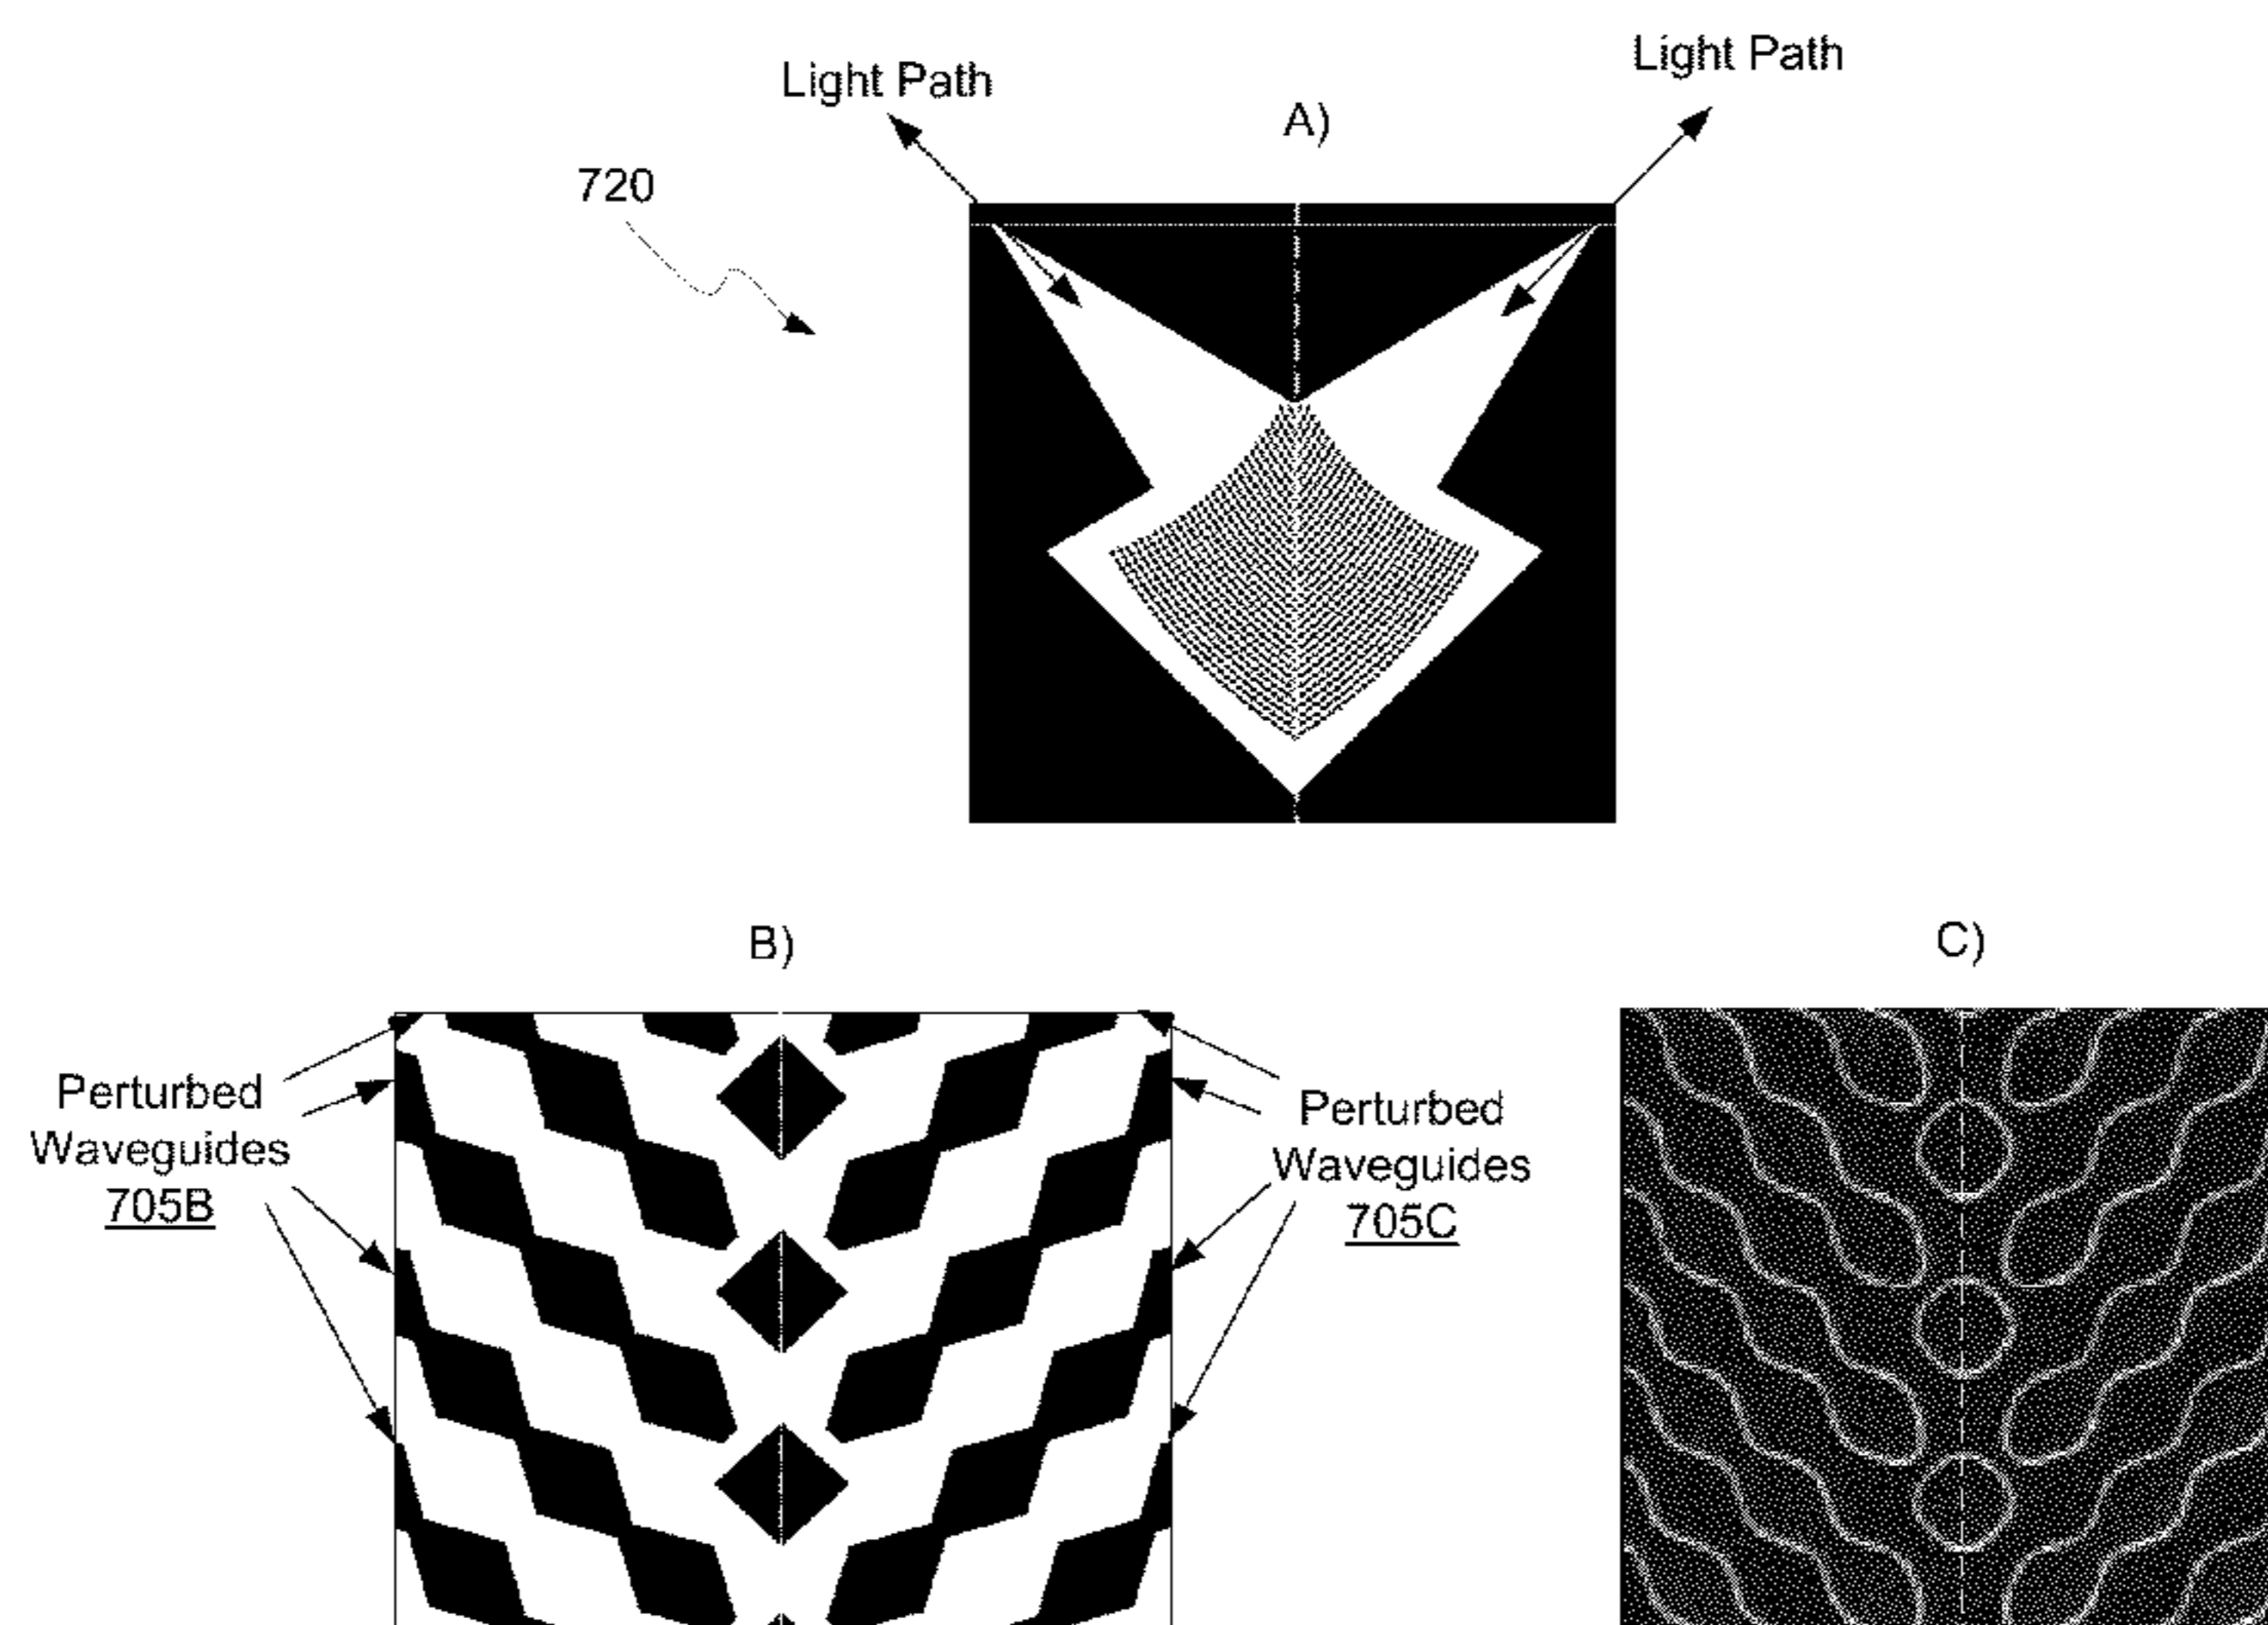 Light Path
Light Path
A)
720
B)
C)
Perturbed
Waveguides
705B
Perturbed
Waveguides
705C